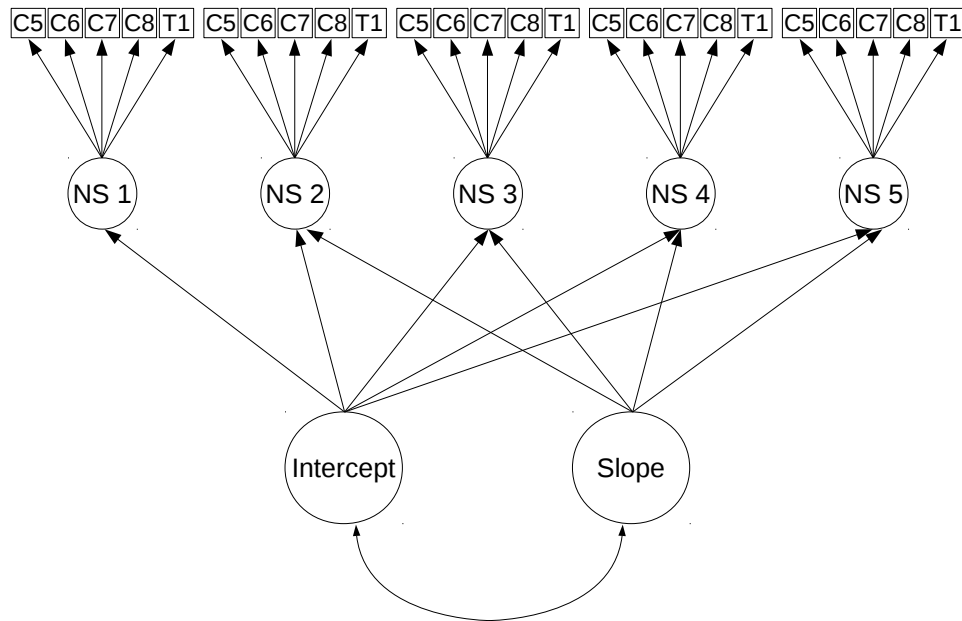 C5 C6 C7 C8 T1 C5 C6 C7 C8 T1 C5 C6 C7 C8 T1 C5 C6 C7 C8 T1 C5 C6 C7 C8 T1
NS 1 NS 2 NS 3 NS 4 NS 5
Intercept Slope